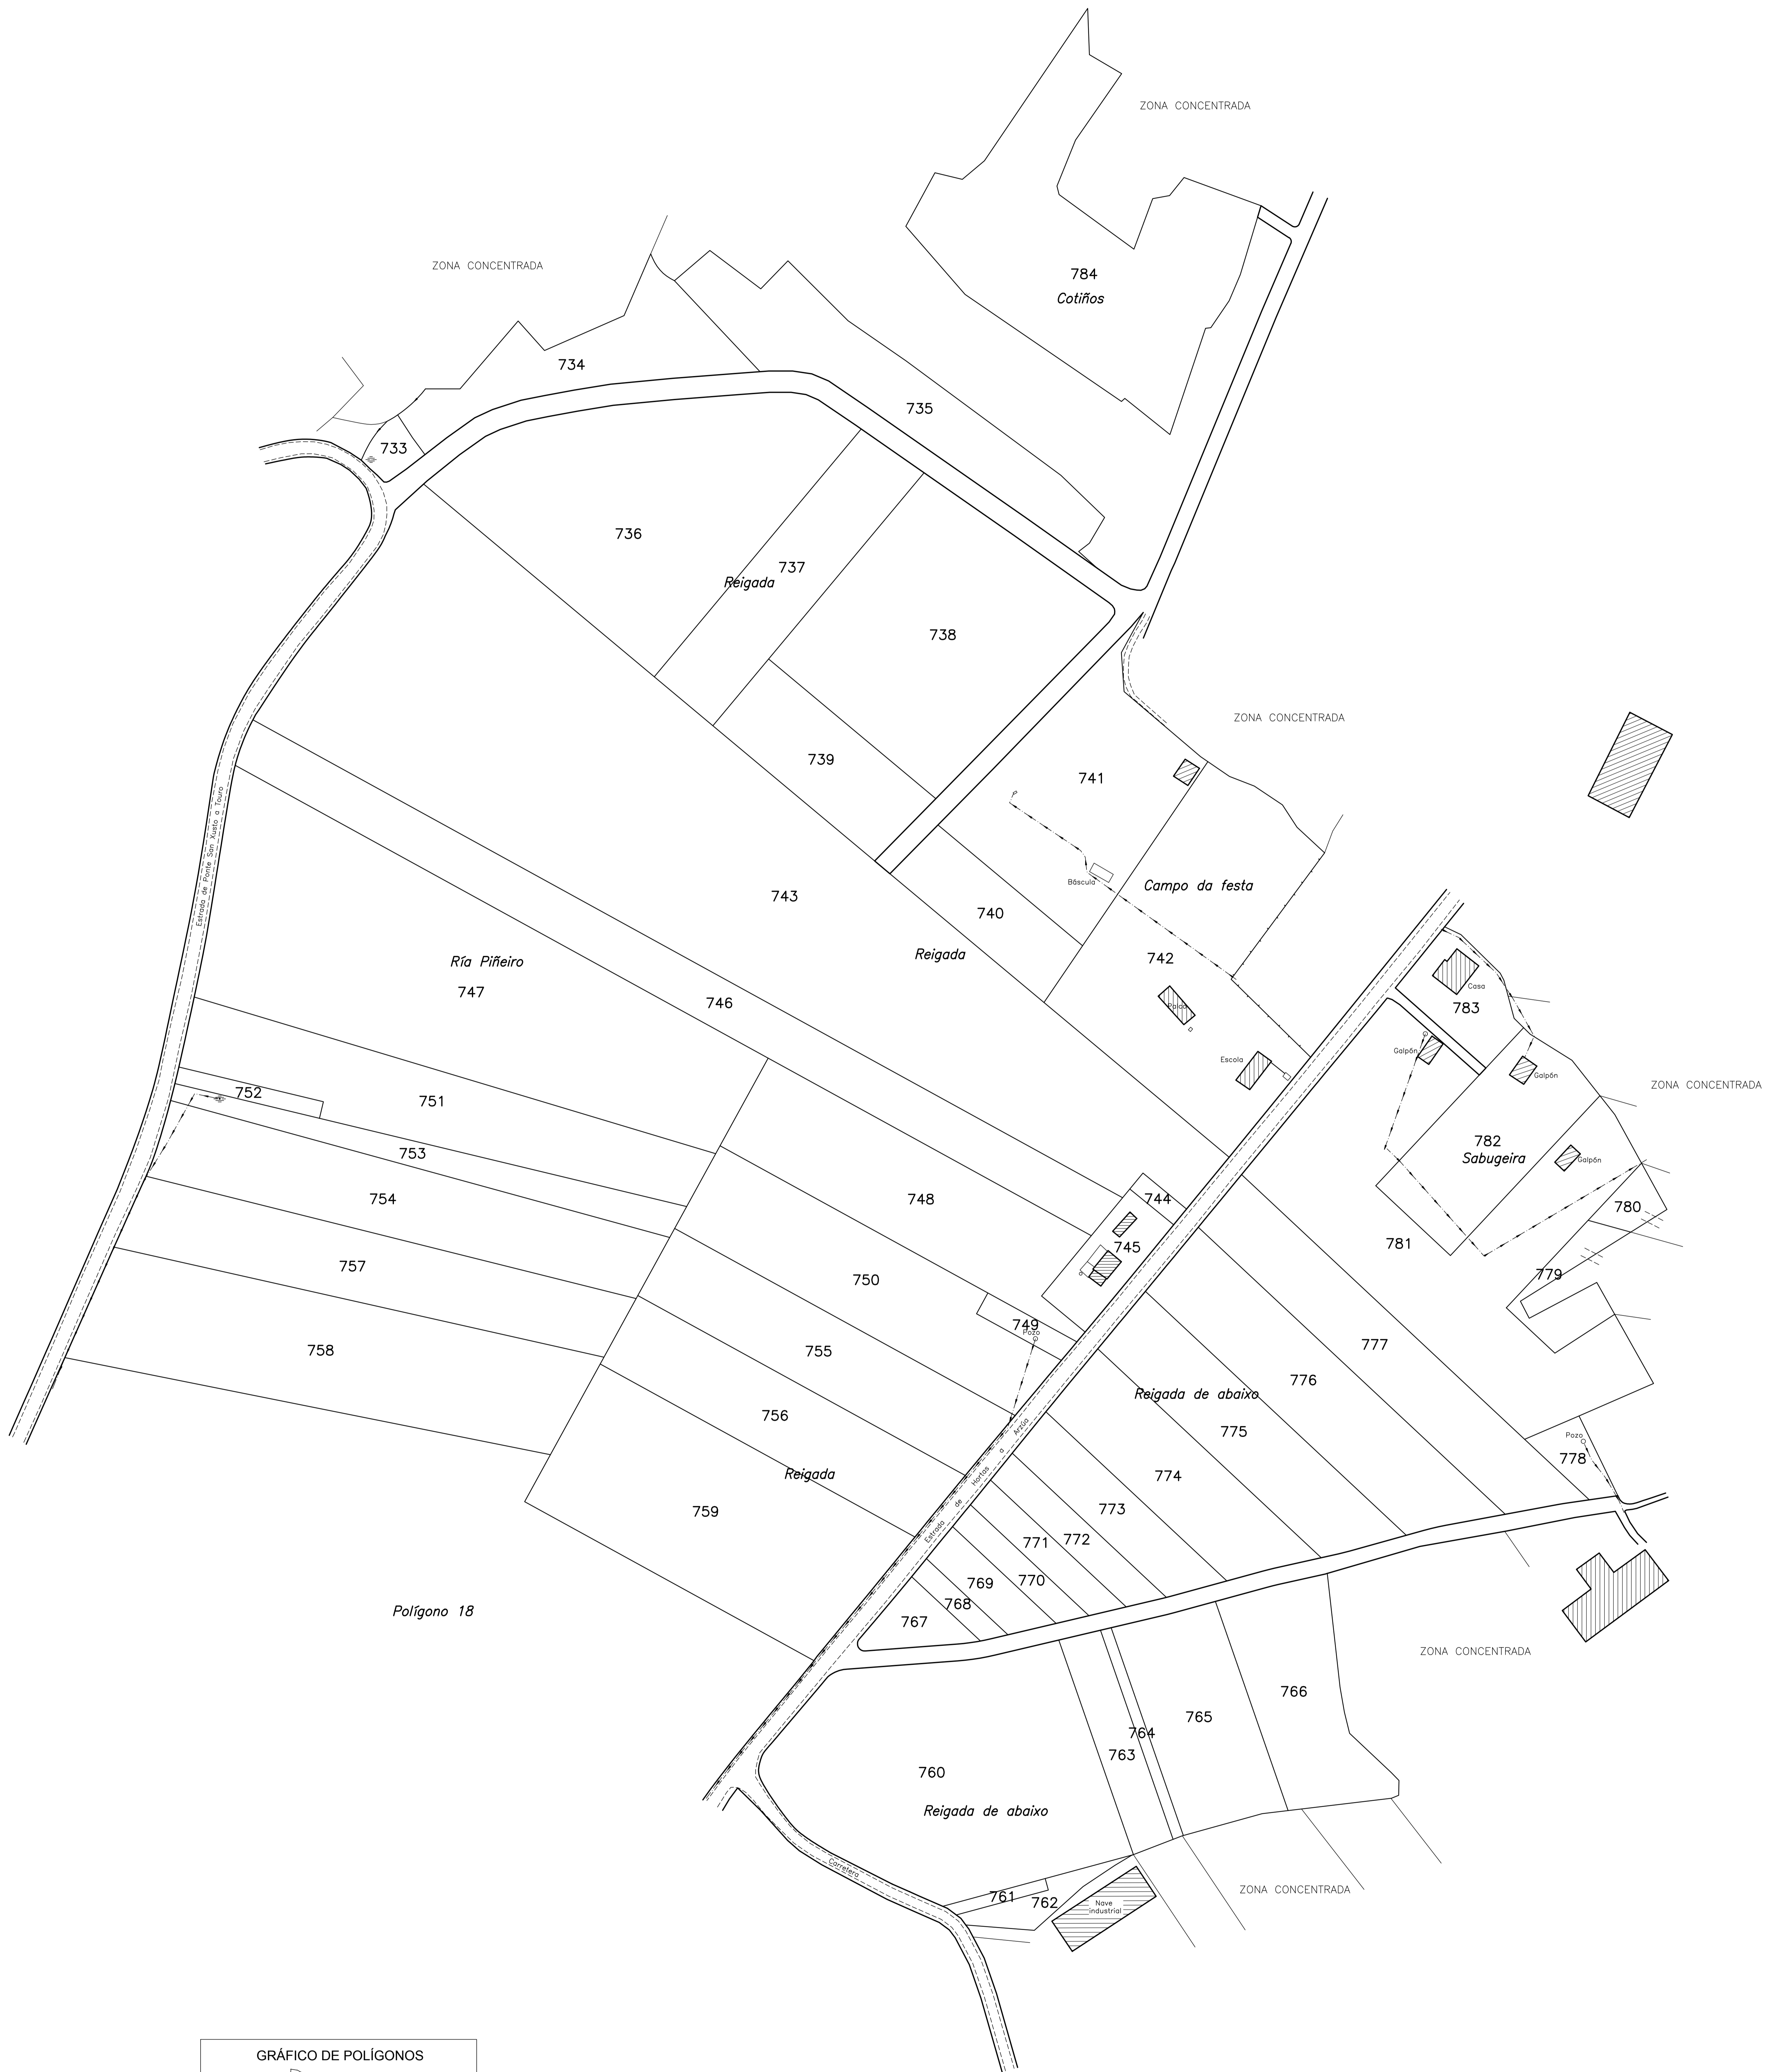 ZONA CONCENTRADA
ZONA CONCENTRADA
784
Cotiños
734
735
733
736
737
Reigada
738
ZONA CONCENTRADA
739
741
Estrada de Ponte San Xusto a Touro
Báscula
Campo da festa
743
740
Reigada
742
Ría Piñeiro
747
746
Palco
Casa
783
Escola
Galpón
Galpón
ZONA CONCENTRADA
752
751
753
782
Sabugeira
Galpón
754
748
744
780
745
781
757
750
779
749
Pozo
758
755
777
776
Reigada de abaixo
756
775
Estrada de Hortas a Arzúa
Pozo
778
Reigada
774
759
773
771
772
769
770
768
767
Polígono 18
ZONA CONCENTRADA
766
765
764
763
760
Reigada de abaixo
Carretera
ZONA CONCENTRADA
761
762
Nave
industrial
GRÁFICO DE POLÍGONOS